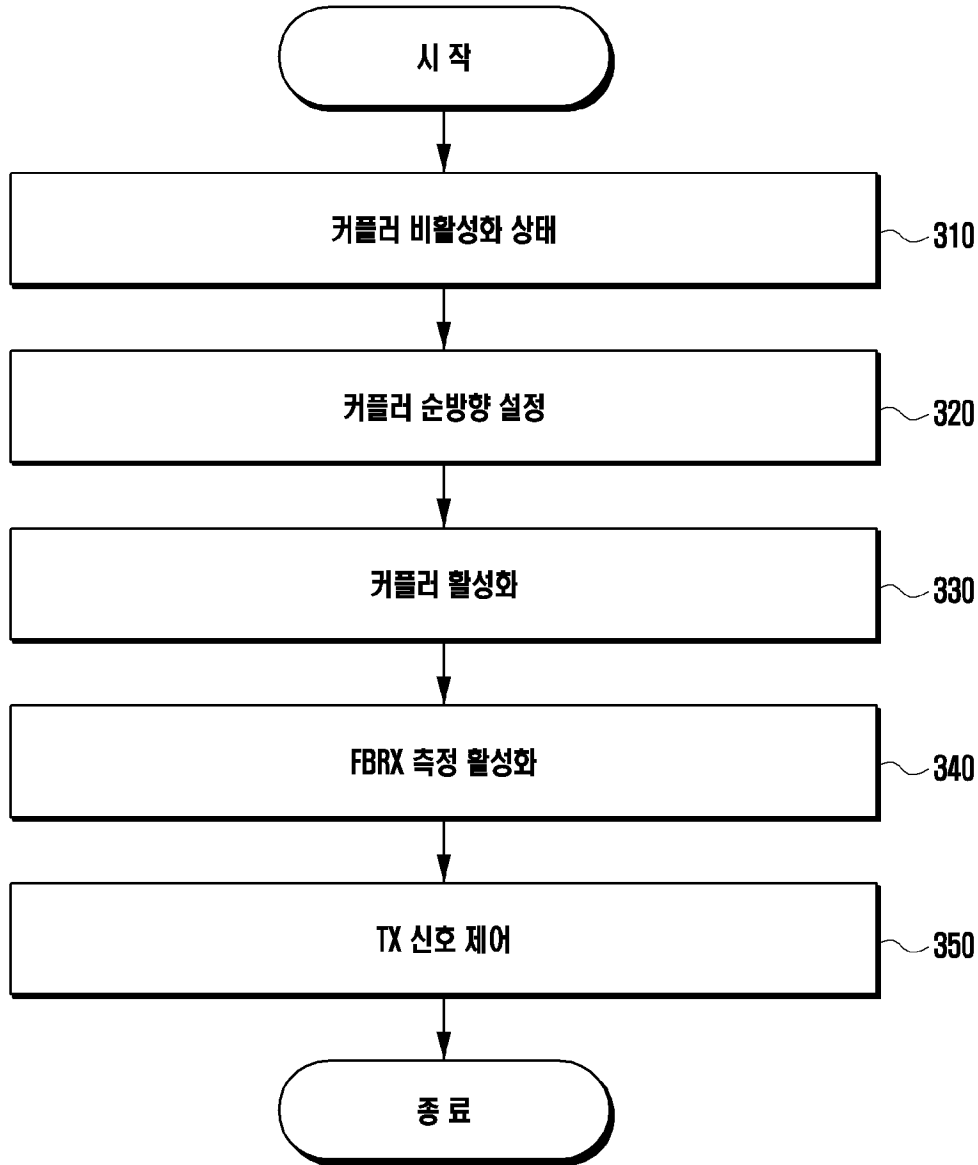 시 작
커플러 비활성화 상태
310
커플러 순방향 설정
320
커플러 활성화
330
FBRX 측정 활성화
340
TX 신호 제어
350
종 료